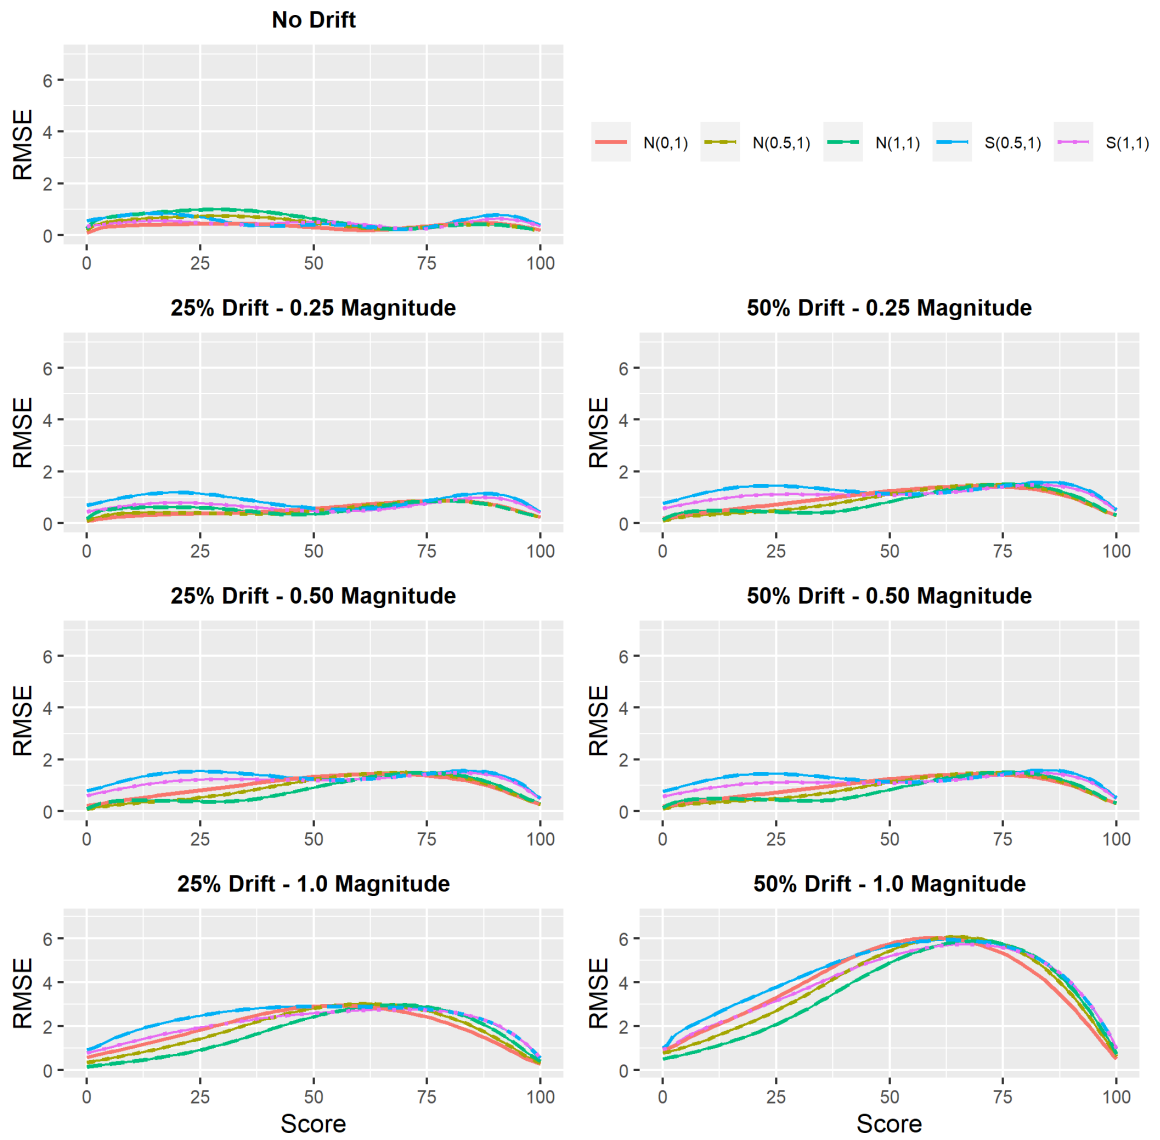 No Drift
RMSE
6
4
2
0
0 25 50 75 100
N(0,1) N(0.5,1) N(1,1) S(0.5,1) S(1,1)
25% Drift - 0.25 Magnitude
RMSE
6
4
2
0
0 25 50 75 100
50% Drift - 0.25 Magnitude
RMSE
6
4
2
0
0 25 50 75 100
25% Drift - 0.50 Magnitude
RMSE
6
4
2
0
0 25 50 75 100
50% Drift - 0.50 Magnitude
RMSE
6
4
2
0
0 25 50 75 100
25% Drift - 1.0 Magnitude
RMSE
6
4
2
0
0 25 50 75 100
Score
50% Drift - 1.0 Magnitude
RMSE
6
4
2
0
0 25 50 75 100
Score